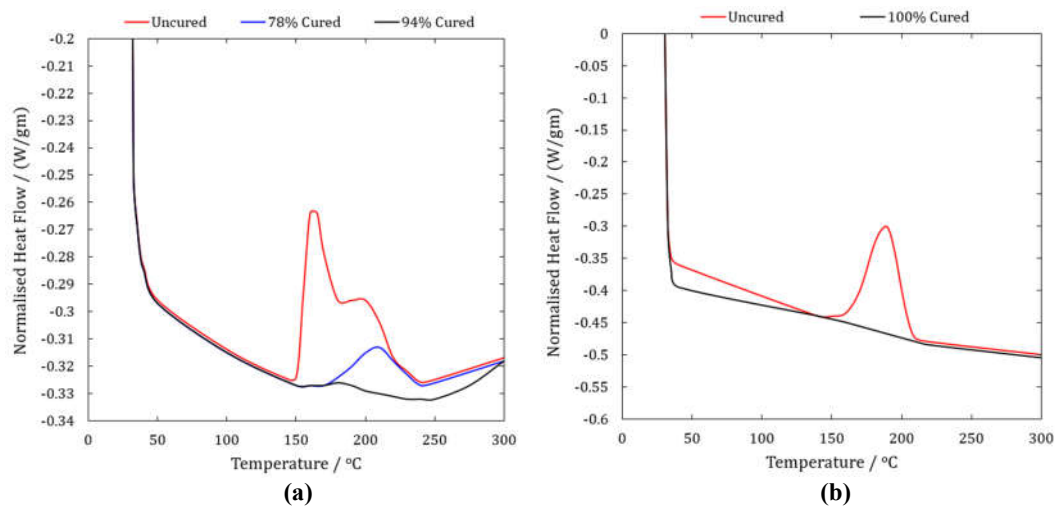 Uncured 78% Cured 94% Cured
-0.2
-0.21
-0.22
-0.23
-0.24
-0.25
-0.26
-0.27
-0.28
-0.29
-0.3
-0.31
-0.32
-0.33
-0.34
Normalised Heat Flow / (W/gm)
0 50 100 150 200 250 300
Temperature / °C
(a)
Uncured 100% Cured
0
-0.05
-0.1
-0.15
-0.2
-0.25
-0.3
-0.35
-0.4
-0.45
-0.5
-0.55
-0.6
Normalised Heat Flow / (W/gm)
0 50 100 150 200 250 300
Temperature / °C
(b)